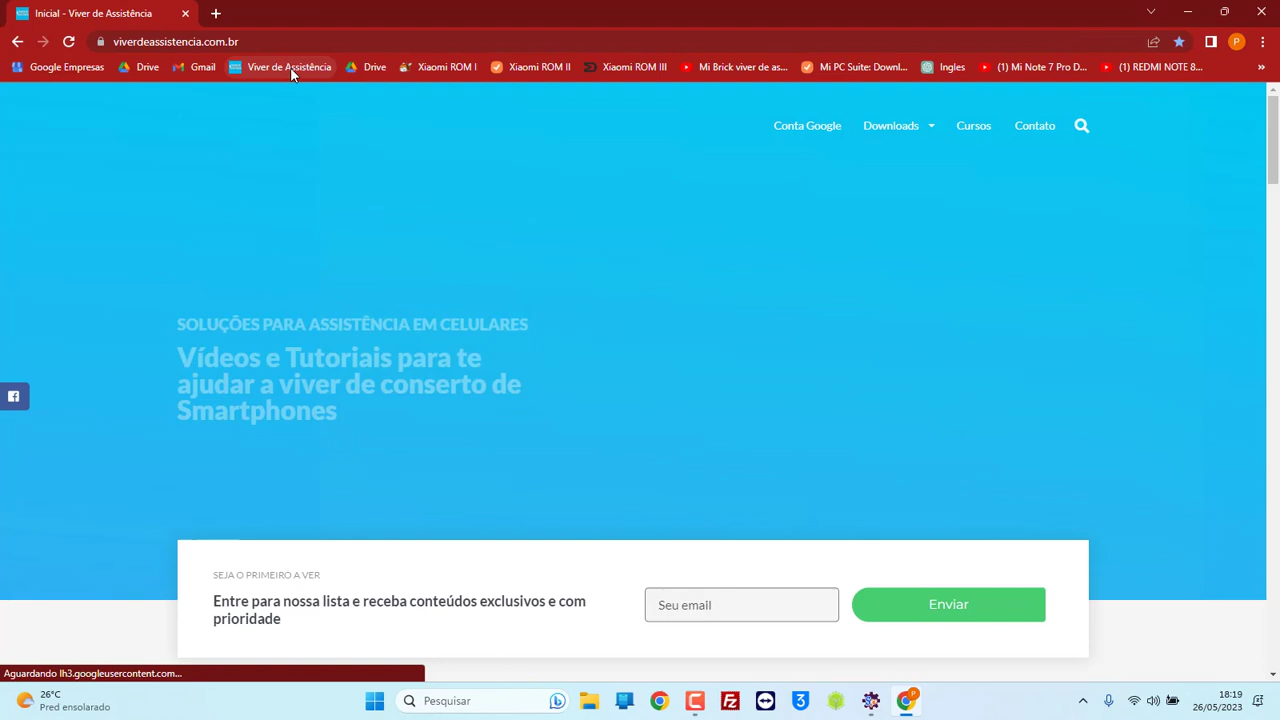 Inicial - Viver de Assistência
viverdeassistencia.com.br
Google Empresas Drive Gmail Viver de Assistência Drive Xiaomi ROM I Xiaomi ROM II Xiaomi ROM III Mi Brick viver de as... Mi PC Suite: Downl... Ingles (1) Mi Note 7 Pro D... (1) REDMI NOTE 8... »
Conta Google Downloads Cursos Contato
SOLUÇÕES PARA ASSISTÊNCIA EM CELULARES
Vídeos e Tutoriais para te
ajudar a viver de conserto de
Smartphones
SEJA O PRIMEIRO A VER
Entre para nossa lista e receba conteúdos exclusivos e com
prioridade
Seu email
Enviar
Aguardando lh3.googleusercontent.com...
26°C
Pred ensolarado
Pesquisar
18:19
26/05/2023